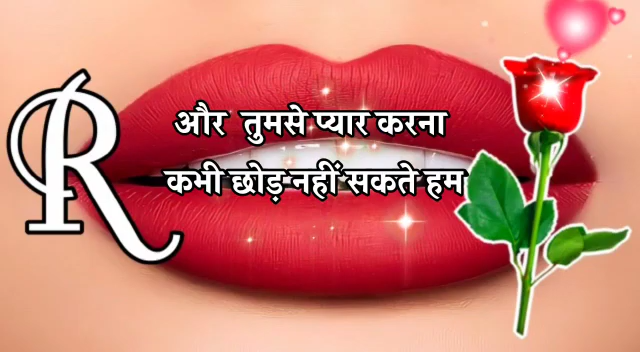 R
और तुमसे प्यार करना
कभी छोड़ नहीं सकते हम